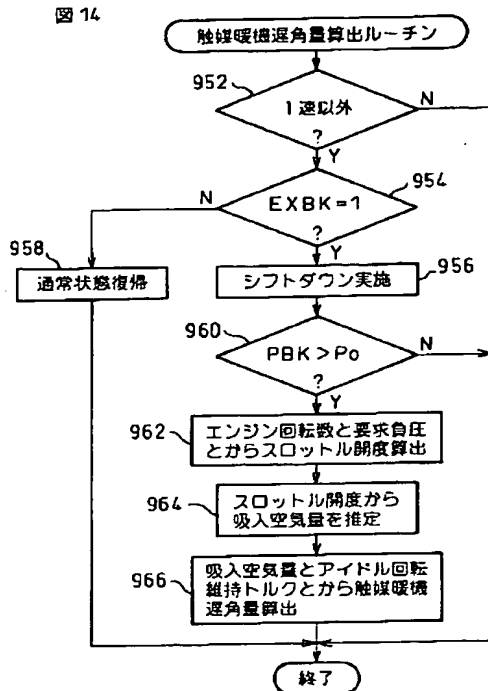 図14
触媒暖機遅角量算出ルーチン
952
1速以外
?
N
Y
954
EXBK=1
?
N
Y
958
通常状態復帰
956
シフトダウン実施
960
PBK>Po
?
N
Y
962
エンジン回転数と要求負圧
とからスロットル開度算出
964
スロットル開度から
吸入空気量を推定
966
吸入空気量とアイドル回転
維持トルクとから触媒暖機
遅角量算出
終了